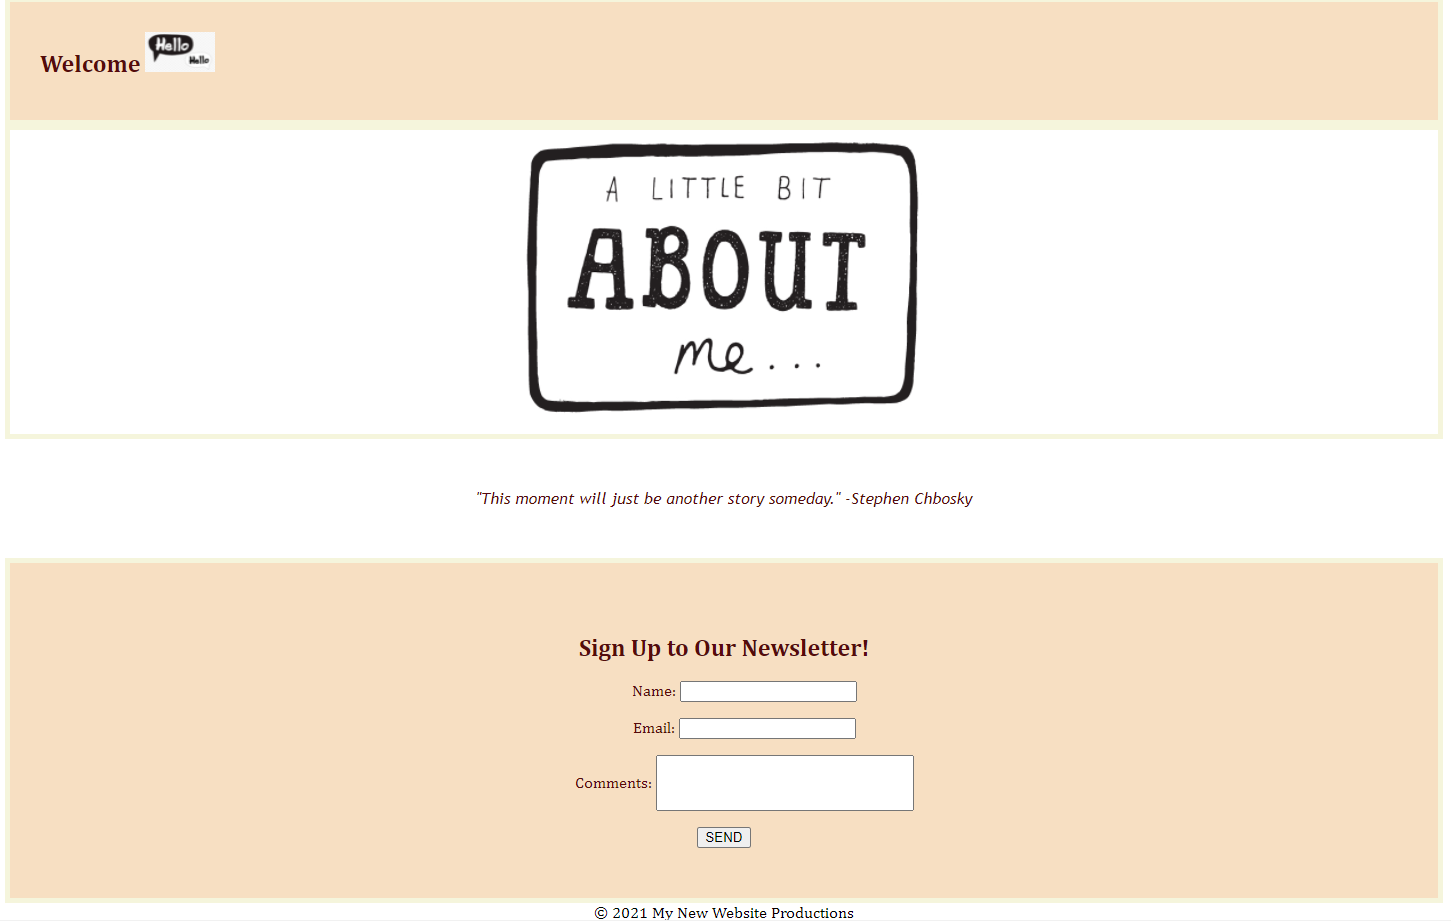 Welcome
Hello
Hello
A LITTLE BIT
ABOUT
me...
"This moment will just be another story someday." -Stephen Chbosky
Sign Up to Our Newsletter!
Name:
Email:
Comments:
SEND
© 2021 My New Website Productions